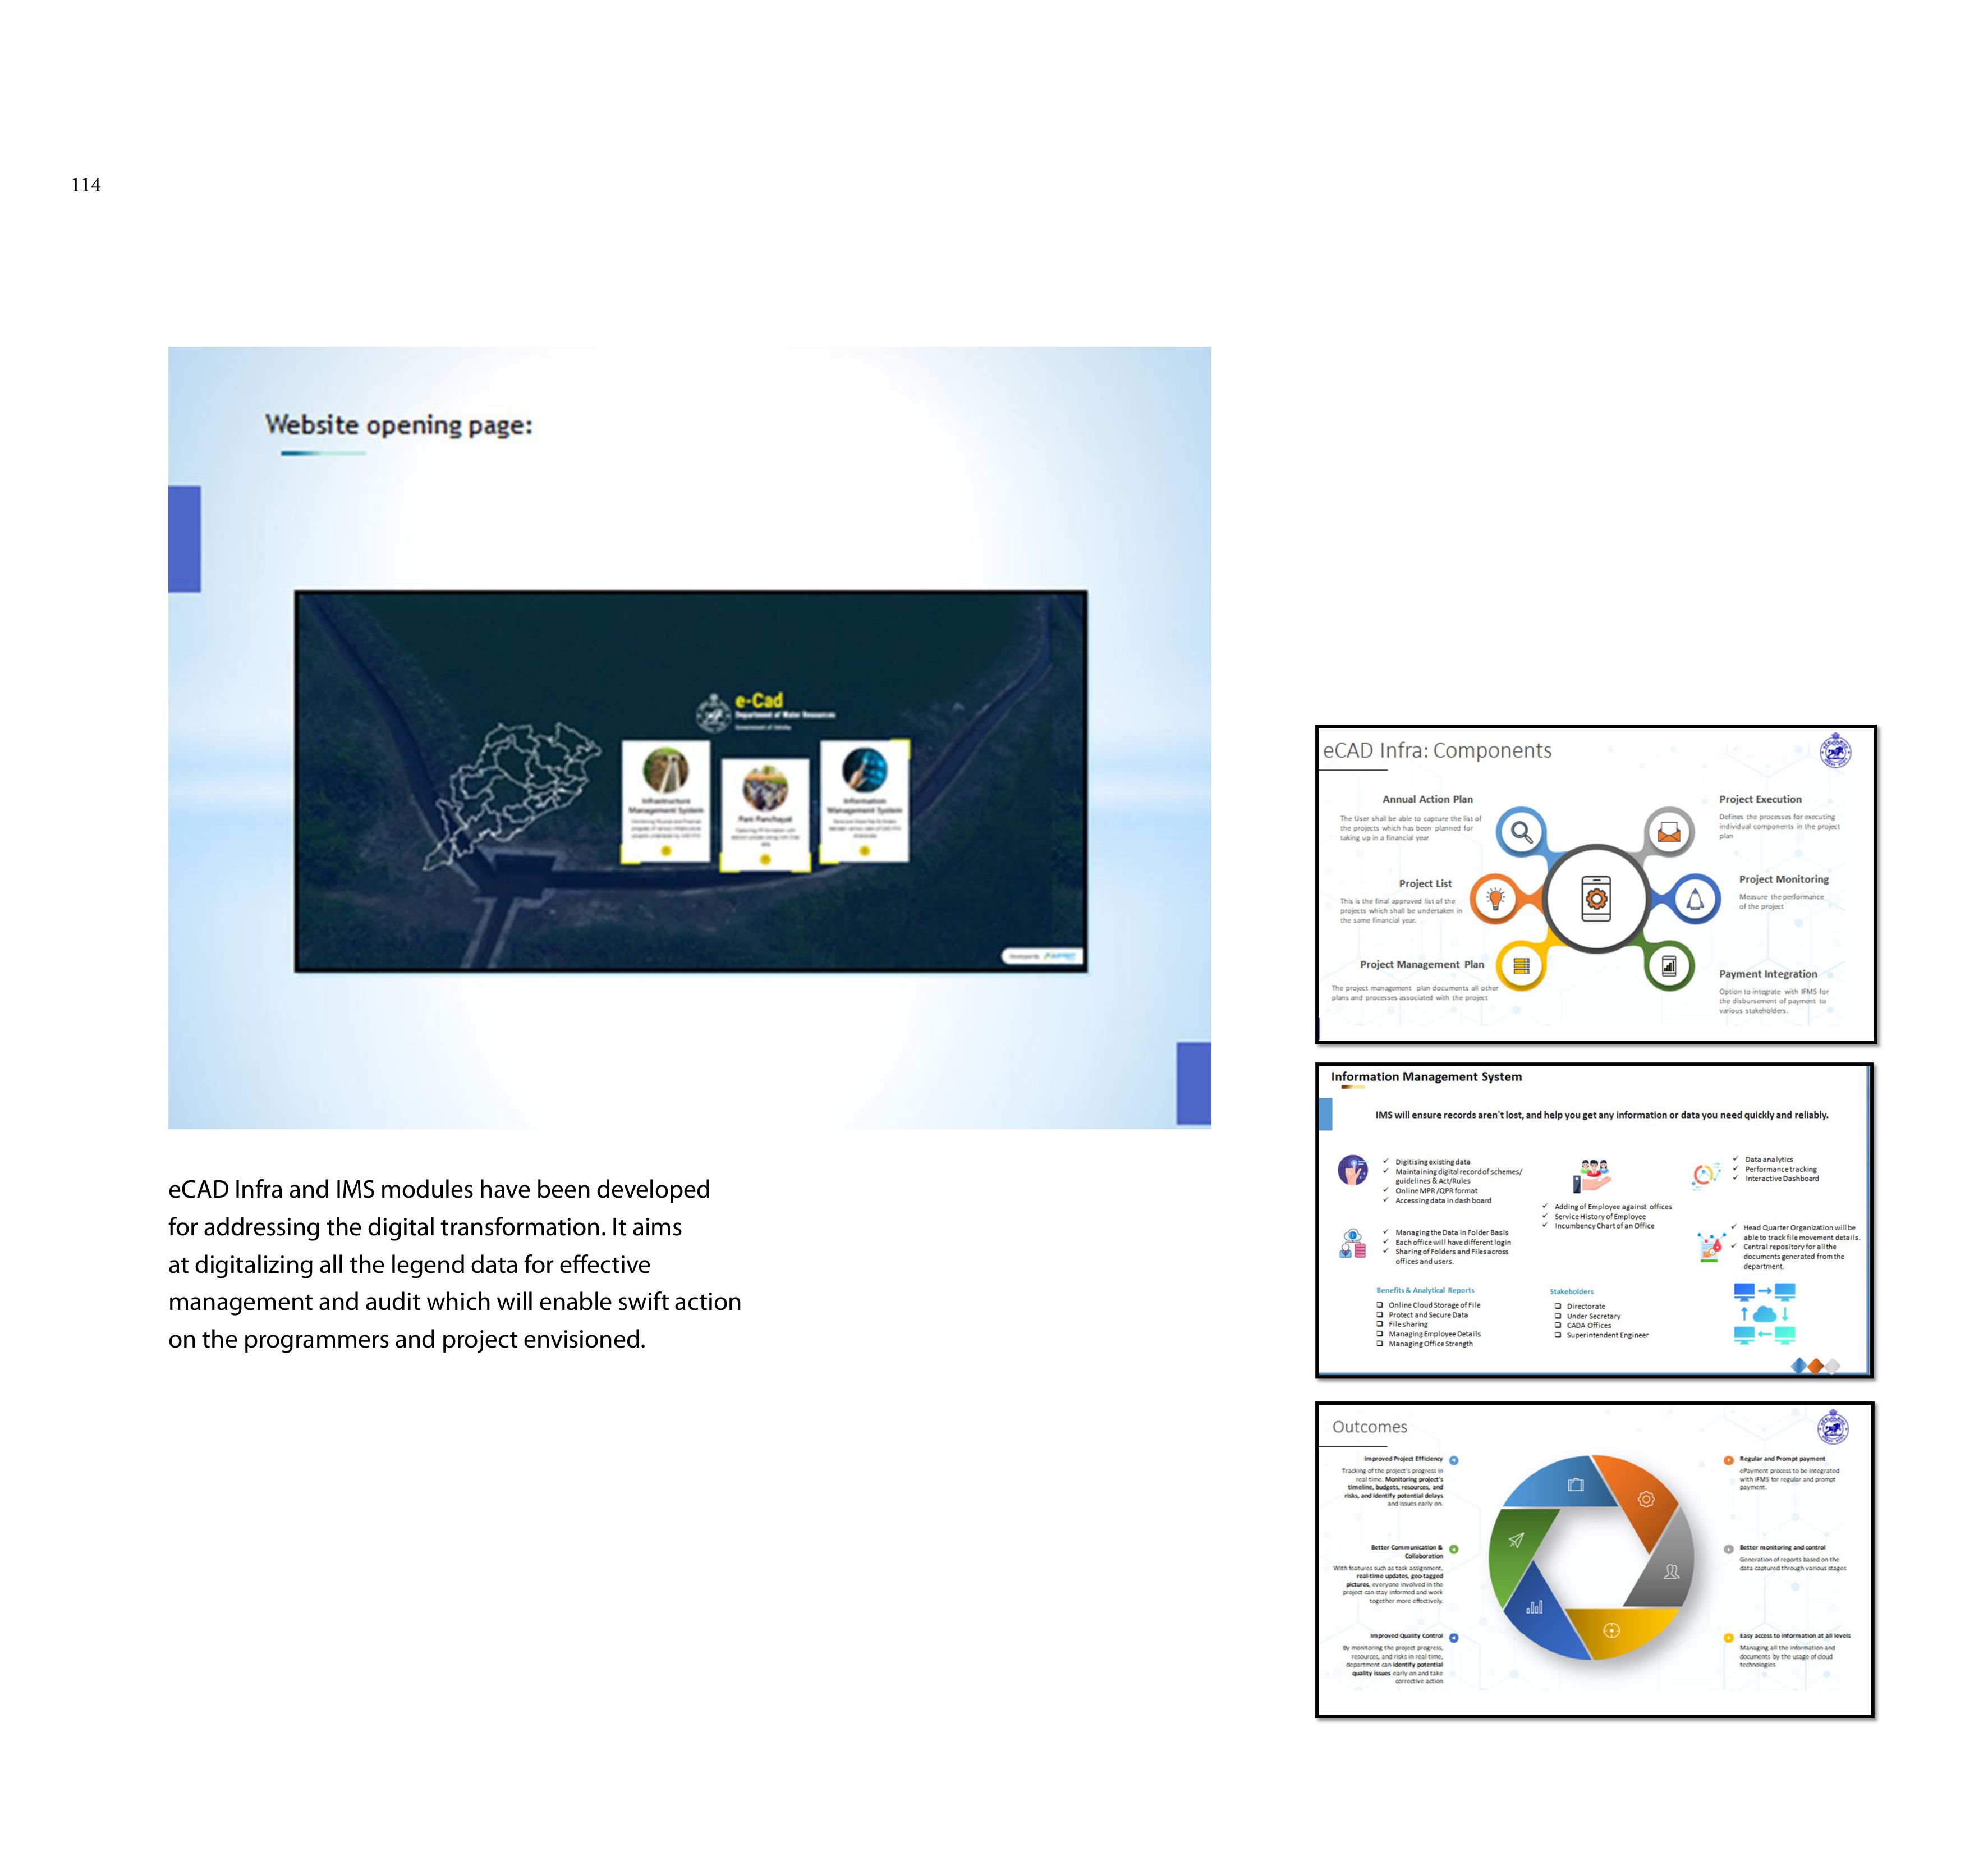 114
Website opening page:
e-Cad
Department of Water Resources
Government of Odisha
Infrastructure
Management System
Pani Panchayat
Information
Management System
Developed By
eCAD Infra and IMS modules have been developed
for addressing the digital transformation. It aims
at digitalizing all the legend data for effective
management and audit which will enable swift action
on the programmers and project envisioned.
eCAD Infra: Components
Annual Action Plan
The User shall be able to capture the list of
the projects which has been planned for
taking up in a financial year
Project List
This is the final approved list of the
projects which shall be undertaken in
the same financial year.
Project Management Plan
The project management plan documents all other
plans and processes associated with the project
Project Execution
Defines the processes for executing
individual components in the project
plan
Project Monitoring
Measure the performance
of the project
Payment Integration
Option to integrate with IFMS for
the disbursement of payment to
various stakeholders.
Information Management System
IMS will ensure records aren't lost, and help you get any information or data you need quickly and reliably.
✓ Digitising existing data
✓ Maintaining digital record of schemes/
guidelines & Act/Rules
✓ Online MPR/QPR format
✓ Accessing data in dash board
✓ Adding of Employee against offices
✓ Service History of Employee
✓ Incumbency Chart of an Office
✓ Data analytics
✓ Performance tracking
✓ Interactive Dashboard
✓ Managing the Data in Folder Basis
✓ Each office will have different login
✓ Sharing of Folders and Files across
offices and users.
✓ Head Quarter Organization will be
able to track file movement details.
✓ Central repository for all the
documents generated from the
department.
Benefits & Analytical Reports
❑ Online Cloud Storage of File
❑ Protect and Secure Data
❑ File sharing
❑ Managing Employee Details
❑ Managing Office Strength
Stakeholders
❑ Directorate
❑ Under Secretary
❑ CADA Offices
❑ Superintendent Engineer
Outcomes
Improved Project Efficiency
Tracking of the project's progress in
real time. Monitoring project's
timeline, budgets, resources, and
risks, and identify potential delays
and issues early on.
Better Communication &
Collaboration
With features such as task assignment,
real-time updates, geo-tagged
pictures, everyone involved in the
project can stay informed and work
together more effectively.
Improved Quality Control
By monitoring the project progress,
resources, and risks in real time,
department can identify potential
quality issues early on and take
corrective action
Regular and Prompt payment
ePayment process to be integrated
with IFMS for regular and prompt
payment.
Better monitoring and control
Generation of reports based on the
data captured through various stages
Easy access to information at all levels
Managing all the information and
documents by the usage of cloud
technologies